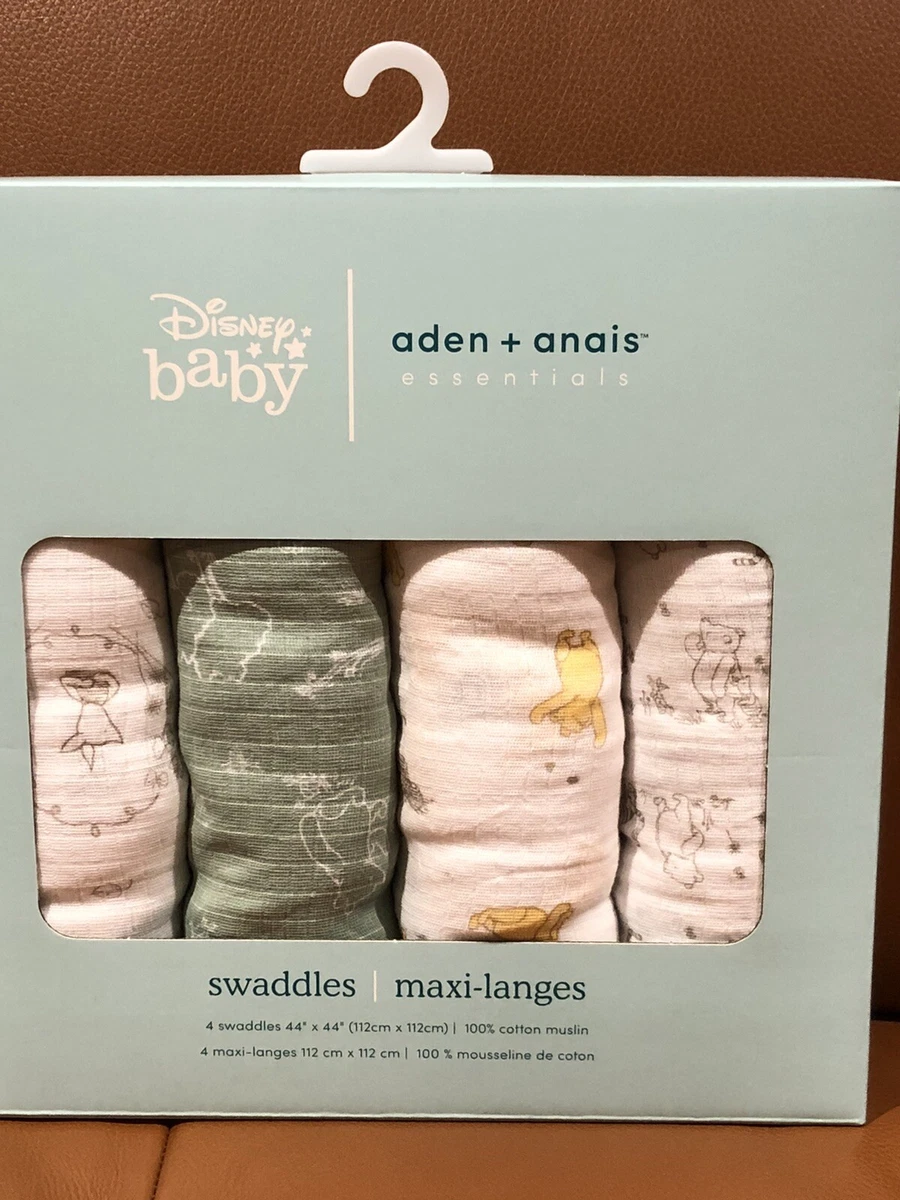 Disney
baby
aden + anais™
essentials
swaddles | maxi-langes
4 swaddles 44" x 44" (112cm x 112cm) | 100% cotton muslin
4 maxi-langes 112 cm x 112 cm | 100 % mousseline de coton